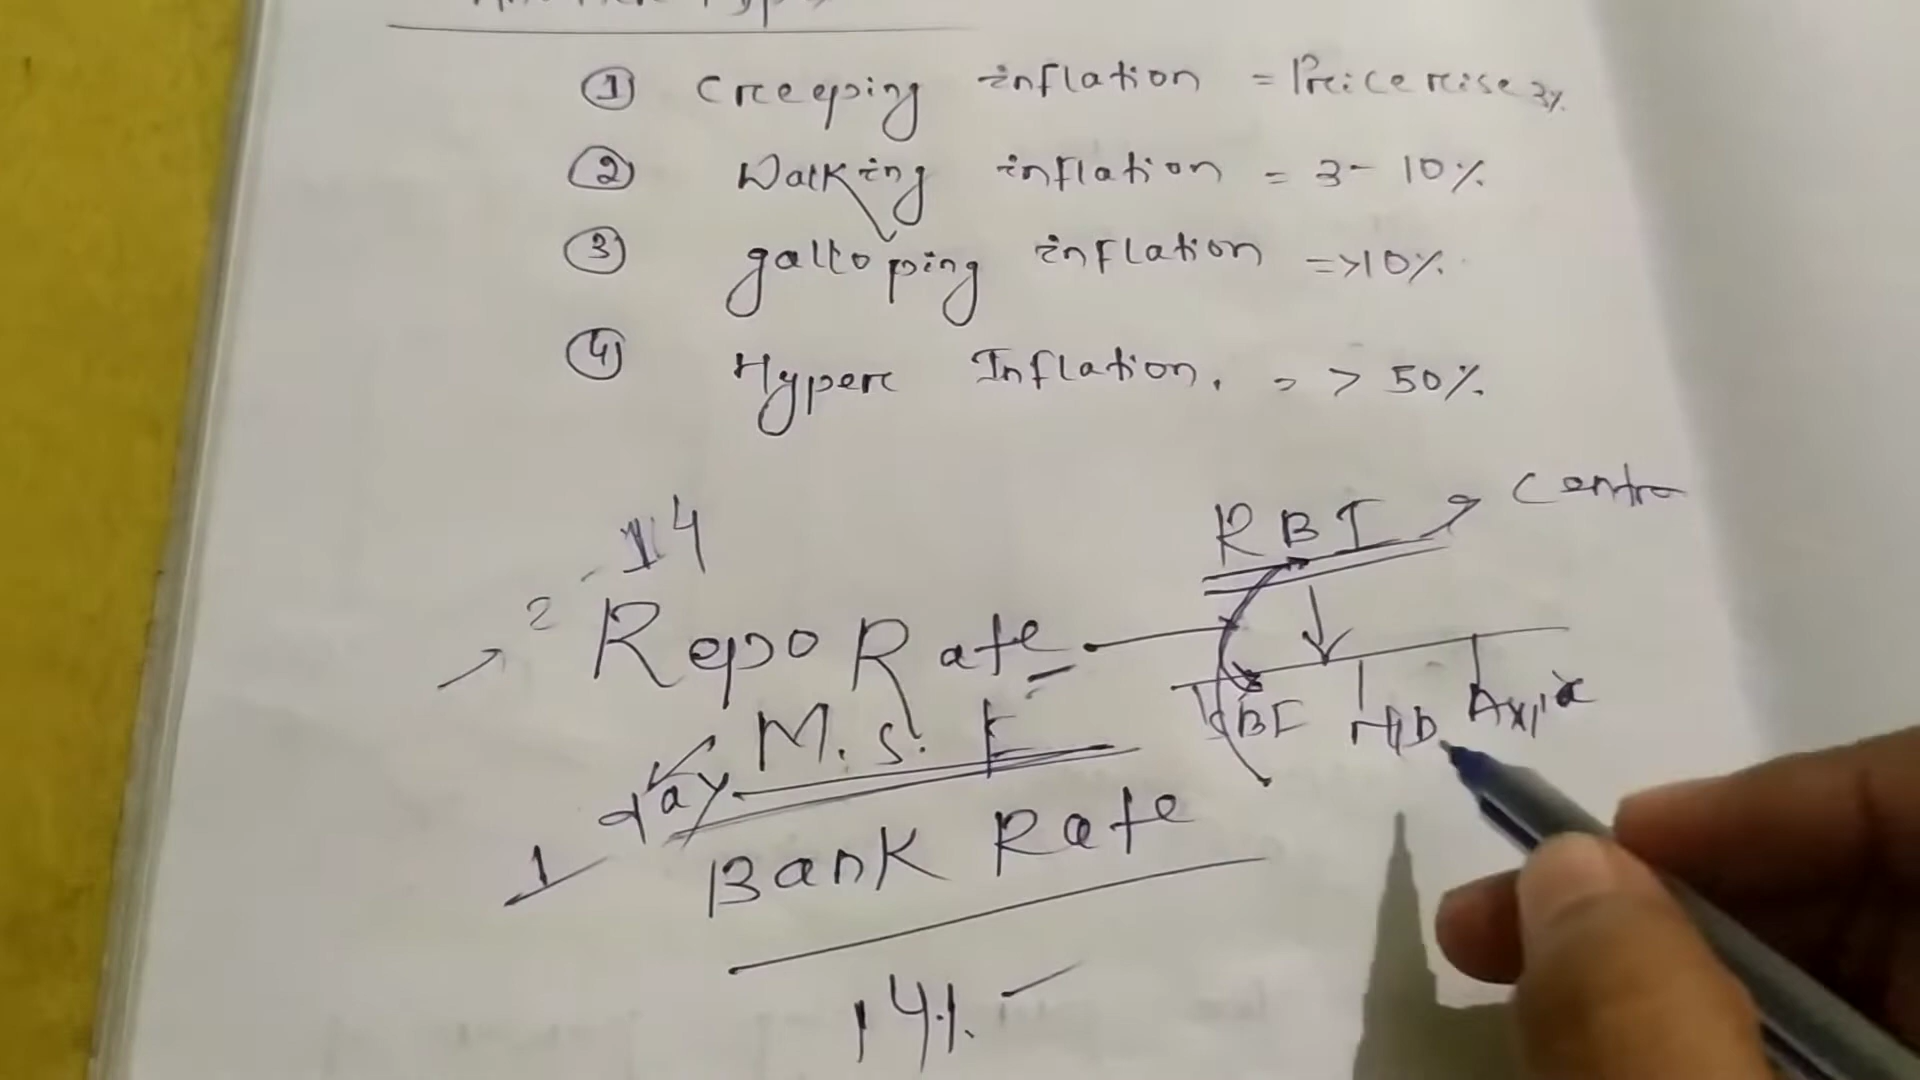 ① Creeping inflation = Price rise 3%
② Walking inflation = 3- 10%
③ galloping inflation => 10%
④ Hyper Inflation. => 50%
14
RBI → Centra
2 Repo Rate
SBI Axis
M.S.F
day
1
Bank Rate
14%